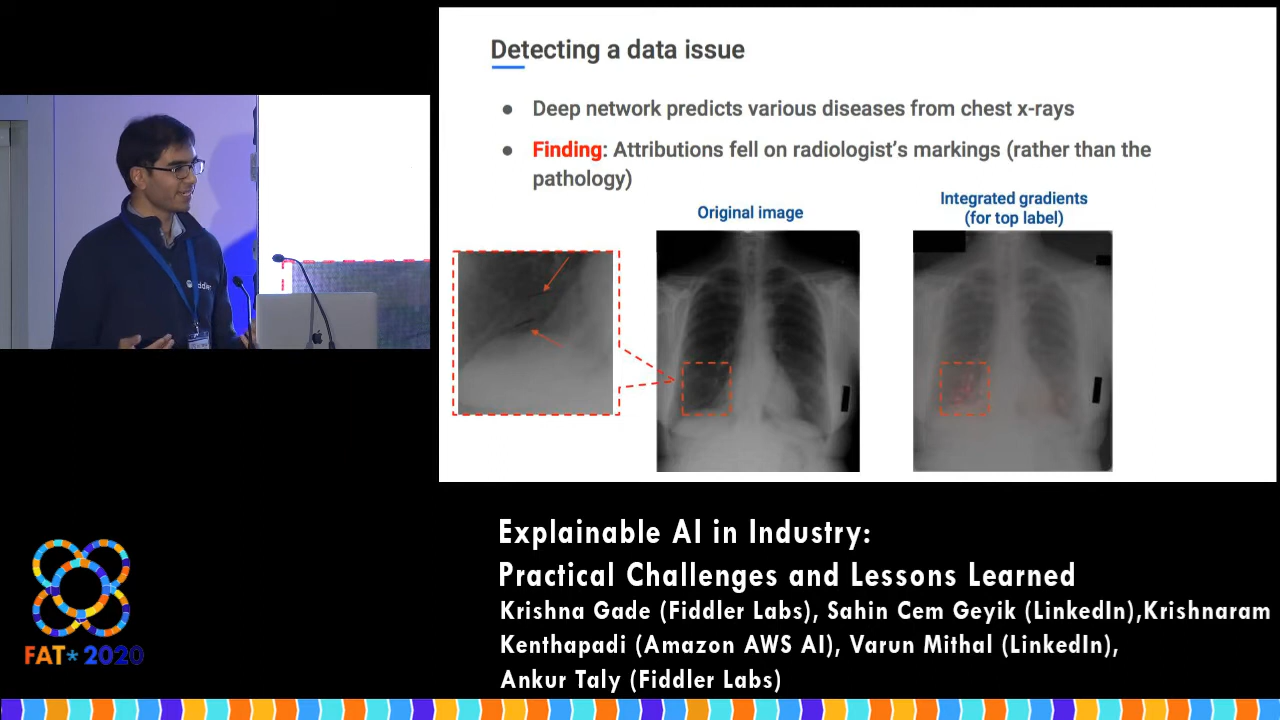 Detecting a data issue
● Deep network predicts various diseases from chest x-rays
● Finding: Attributions fell on radiologist's markings (rather than the
pathology)
Original image
Integrated gradients
(for top label)
Explainable AI in Industry:
Practical Challenges and Lessons Learned
Krishna Gade (Fiddler Labs), Sahin Cem Geyik (LinkedIn),Krishnaram
Kenthapadi (Amazon AWS AI), Varun Mithal (LinkedIn),
Ankur Taly (Fiddler Labs)
FAT* 2020